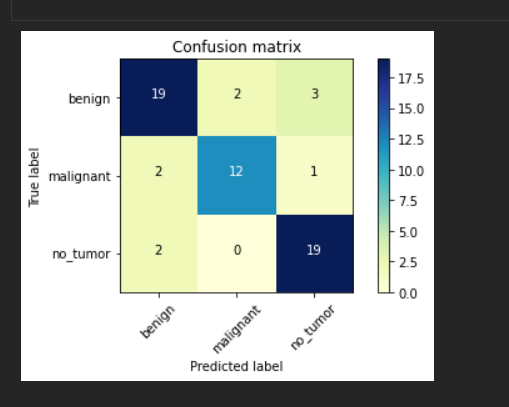 Confusion matrix
benign 19 2 3
malignant 2 12 1
no_tumor 2 0 19
True label
benign malignant no_tumor
Predicted label
17.5
15.0
12.5
10.0
7.5
5.0
2.5
0.0